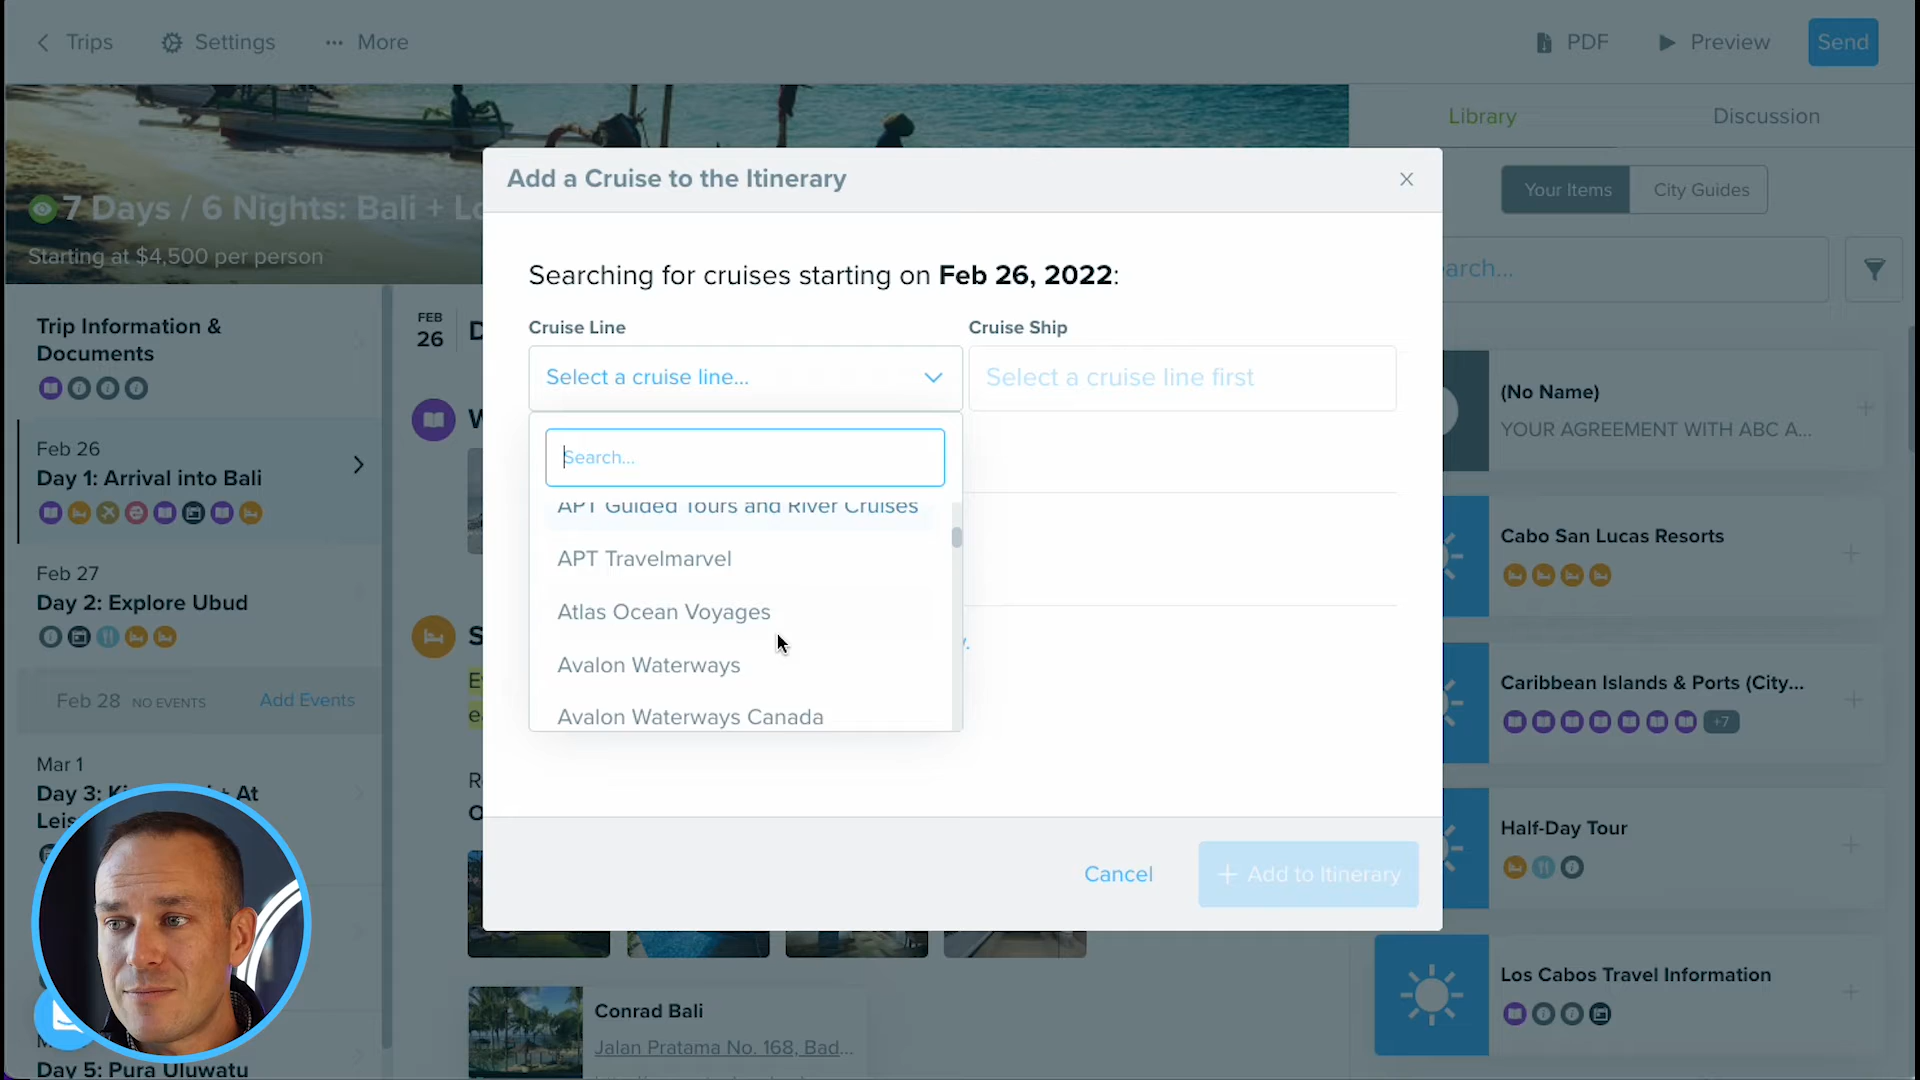 Trips
Settings
More
PDF
Preview
Send
7 Days / 6 Nights: Bali +
Starting at $4,500 per person
Library
Discussion
Your Items
City Guides
Add a Cruise to the Itinerary
Searching for cruises starting on Feb 26, 2022:
Cruise Line
Cruise Ship
Select a cruise line...
Select a cruise line first
Search...
APT Guided Tours and River Cruises
APT Travelmarvel
Atlas Ocean Voyages
Avalon Waterways
Avalon Waterways Canada
Cancel
+ Add to Itinerary
Trip Information &
Documents
Feb 26
Day 1: Arrival into Bali
Feb 27
Day 2: Explore Ubud
Feb 28 NO EVENTS
Add Events
Mar 1
Day 3:
At
Day 5: Pura Uluwatu
FEB
26
Conrad Bali
Jalan Pratama No. 168, Bad...
(No Name)
YOUR AGREEMENT WITH ABC A...
Cabo San Lucas Resorts
Caribbean Islands & Ports (City...
+7
Half-Day Tour
Los Cabos Travel Information